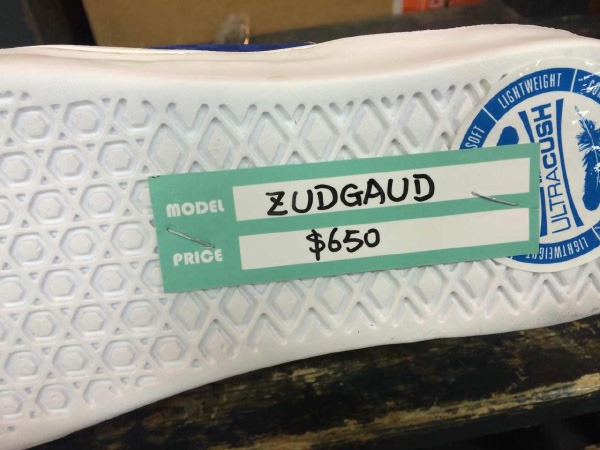 MODEL ZUDGAUD
PRICE $650
SOFT LIGHTWEIGHT
ULTRACUSH
LIGHTWEIGHT